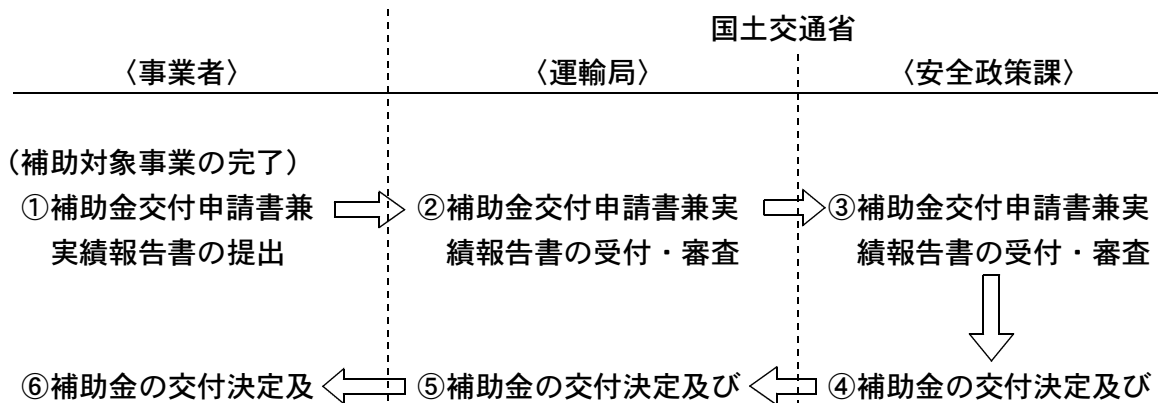 国土交通省
〈事業者〉 〈運輸局〉 〈安全政策課〉
（補助対象事業の完了）
①補助金交付申請書兼
実績報告書の提出
②補助金交付申請書兼実
績報告書の受付・審査
③補助金交付申請書兼実
績報告書の受付・審査
④補助金の交付決定及び
⑤補助金の交付決定及び
⑥補助金の交付決定及